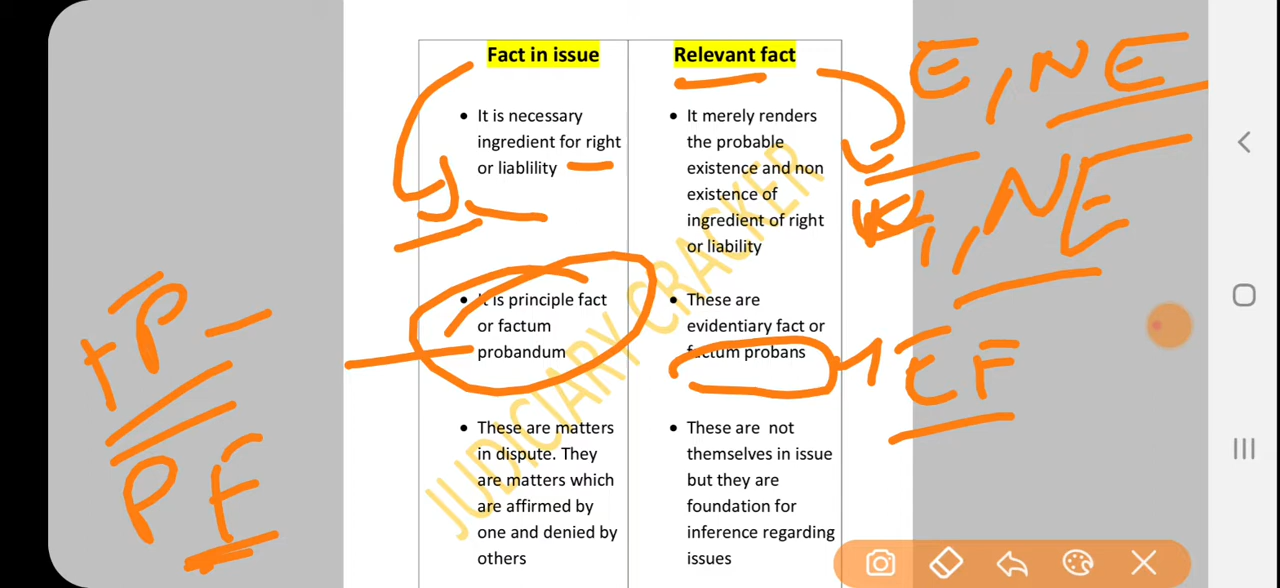 Fact in issue
Relevant fact
• It is necessary
ingredient for right
or liablility
• It merely renders
the probable
existence and non
existence of
ingredient of right
or liability
• It is principle fact
or factum
probandum
• These are
evidentiary fact or
factum probans
• These are matters
in dispute. They
are matters which
are affirmed by
one and denied by
others
• These are not
themselves in issue
but they are
foundation for
inference regarding
issues
JUDICIARY CRACKER
E, NE
, NE
EF
P
PF